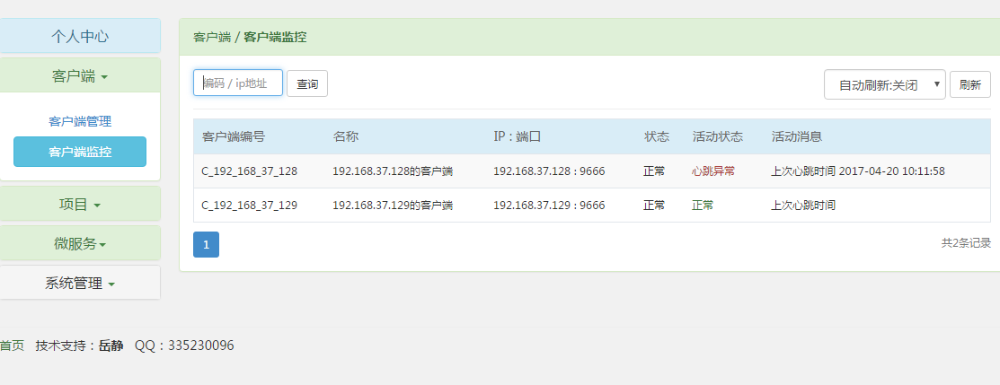 个人中心
客户端
客户端管理
客户端监控
项目
微服务
系统管理
客户端 / 客户端监控
编码 / ip地址 查询 自动刷新:关闭 刷新
客户端编号 名称 IP : 端口 状态 活动状态 活动消息
C_192_168_37_128 192.168.37.128的客户端 192.168.37.128 : 9666 正常 心跳异常 上次心跳时间 2017-04-20 10:11:58
C_192_168_37_129 192.168.37.129的客户端 192.168.37.129 : 9666 正常 正常 上次心跳时间
1 共2条记录
首页 技术支持：岳静 QQ：335230096